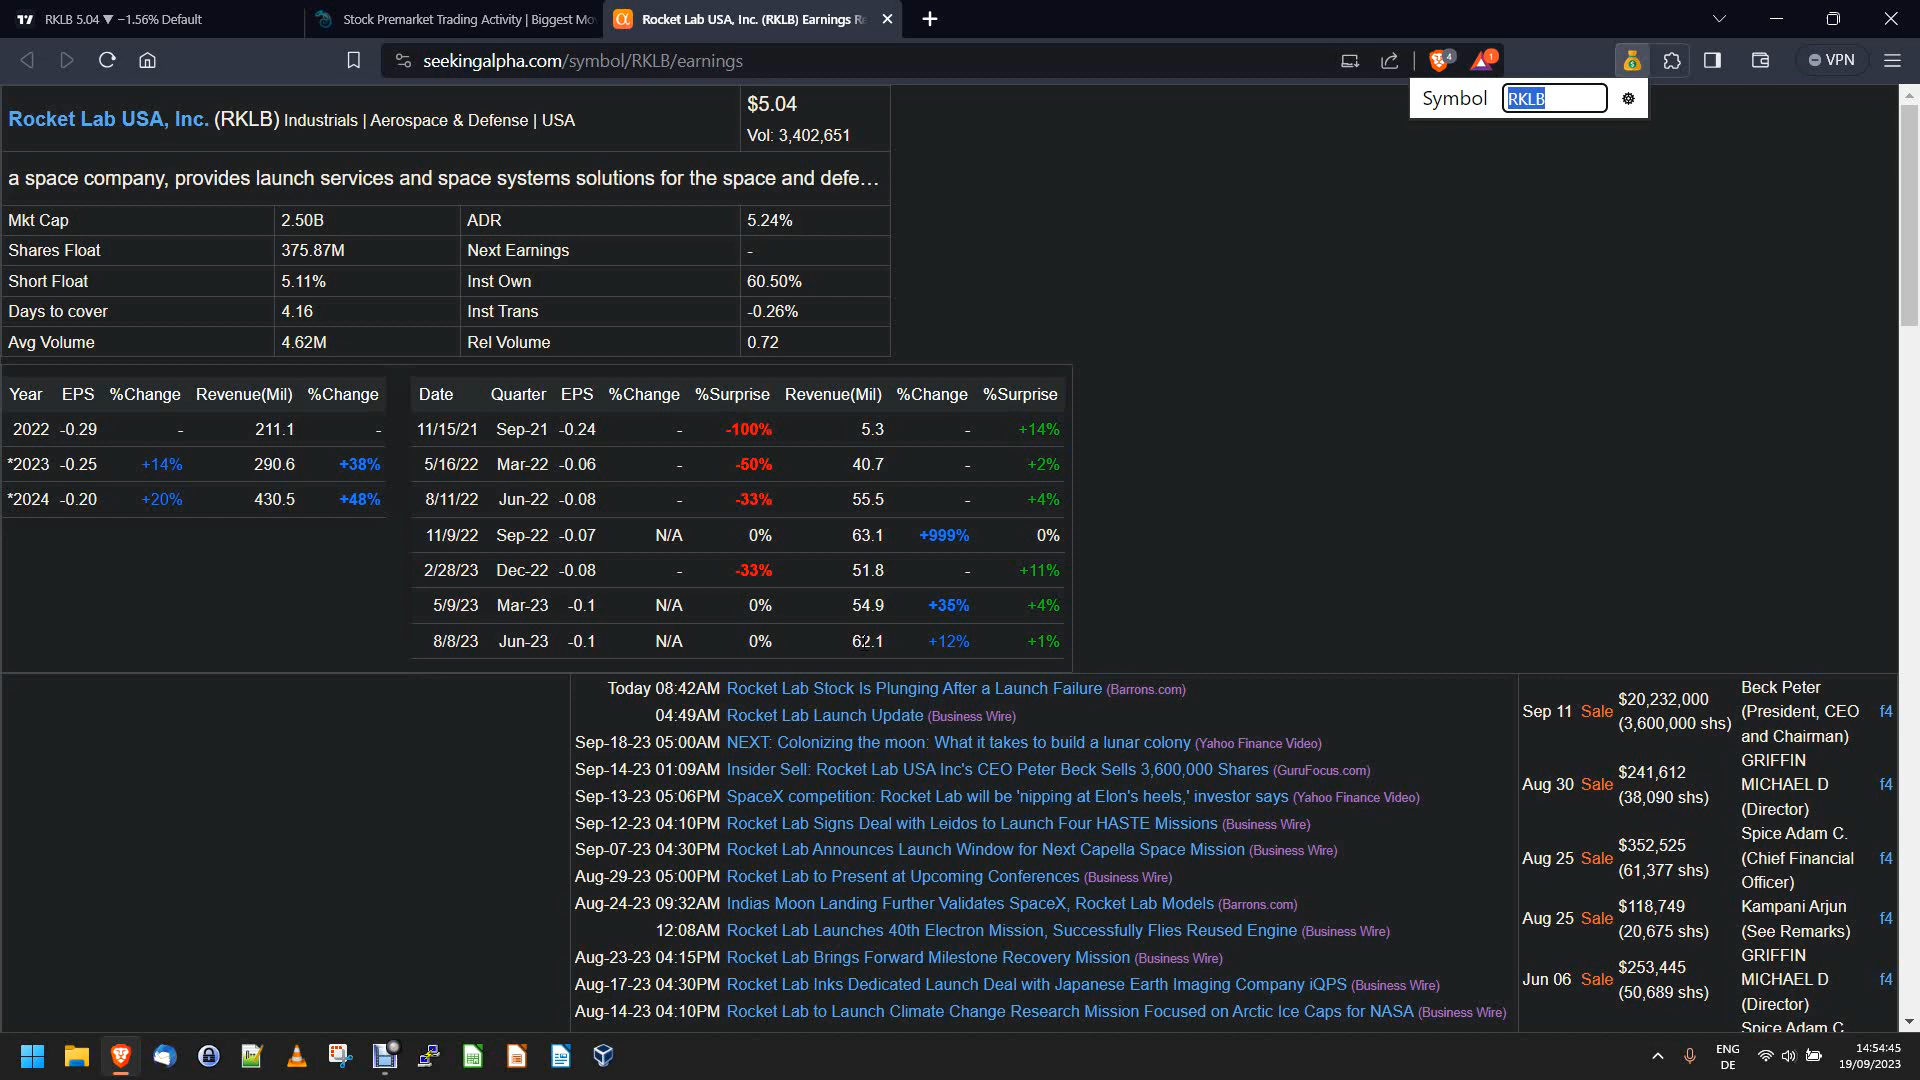 RKLB 5.04 ▼ −1.56% Default
Stock Premarket Trading Activity | Biggest Mo
Rocket Lab USA, Inc. (RKLB) Earnings R
seekingalpha.com/symbol/RKLB/earnings
4
1
VPN
Symbol RKLB
Rocket Lab USA, Inc. (RKLB) Industrials | Aerospace & Defense | USA
$5.04
Vol: 3,402,651
a space company, provides launch services and space systems solutions for the space and defe...
Mkt Cap 2.50B ADR 5.24%
Shares Float 375.87M Next Earnings -
Short Float 5.11% Inst Own 60.50%
Days to cover 4.16 Inst Trans -0.26%
Avg Volume 4.62M Rel Volume 0.72
Year EPS %Change Revenue(Mil) %Change
2022 -0.29 - 211.1 -
*2023 -0.25 +14% 290.6 +38%
*2024 -0.20 +20% 430.5 +48%
Date Quarter EPS %Change %Surprise Revenue(Mil) %Change %Surprise
11/15/21 Sep-21 -0.24 - -100% 5.3 - +14%
5/16/22 Mar-22 -0.06 - -50% 40.7 - +2%
8/11/22 Jun-22 -0.08 - -33% 55.5 - +4%
11/9/22 Sep-22 -0.07 N/A 0% 63.1 +999% 0%
2/28/23 Dec-22 -0.08 - -33% 51.8 - +11%
5/9/23 Mar-23 -0.1 N/A 0% 54.9 +35% +4%
8/8/23 Jun-23 -0.1 N/A 0% 62.1 +12% +1%
Today 08:42AM Rocket Lab Stock Is Plunging After a Launch Failure (Barrons.com)
04:49AM Rocket Lab Launch Update (Business Wire)
Sep-18-23 05:00AM NEXT: Colonizing the moon: What it takes to build a lunar colony (Yahoo Finance Video)
Sep-14-23 01:09AM Insider Sell: Rocket Lab USA Inc's CEO Peter Beck Sells 3,600,000 Shares (GuruFocus.com)
Sep-13-23 05:06PM SpaceX competition: Rocket Lab will be 'nipping at Elon's heels,' investor says (Yahoo Finance Video)
Sep-12-23 04:10PM Rocket Lab Signs Deal with Leidos to Launch Four HASTE Missions (Business Wire)
Sep-07-23 04:30PM Rocket Lab Announces Launch Window for Next Capella Space Mission (Business Wire)
Aug-29-23 05:00PM Rocket Lab to Present at Upcoming Conferences (Business Wire)
Aug-24-23 09:32AM Indias Moon Landing Further Validates SpaceX, Rocket Lab Models (Barrons.com)
12:08AM Rocket Lab Launches 40th Electron Mission, Successfully Flies Reused Engine (Business Wire)
Aug-23-23 04:15PM Rocket Lab Brings Forward Milestone Recovery Mission (Business Wire)
Aug-17-23 04:30PM Rocket Lab Inks Dedicated Launch Deal with Japanese Earth Imaging Company iQPS (Business Wire)
Aug-14-23 04:10PM Rocket Lab to Launch Climate Change Research Mission Focused on Arctic Ice Caps for NASA (Business Wire)
Beck Peter
Sep 11 Sale $20,232,000 (3,600,000 shs) (President, CEO f4
and Chairman)
GRIFFIN
Aug 30 Sale $241,612 (38,090 shs) MICHAEL D f4
(Director)
Spice Adam C.
Aug 25 Sale $352,525 (61,377 shs) (Chief Financial f4
Officer)
Kampani Arjun
Aug 25 Sale $118,749 (20,675 shs) (See Remarks) f4
GRIFFIN
Jun 06 Sale $253,445 (50,689 shs) MICHAEL D f4
(Director)
Spice Adam C.
ENG
DE
14:54:45
19/09/2023